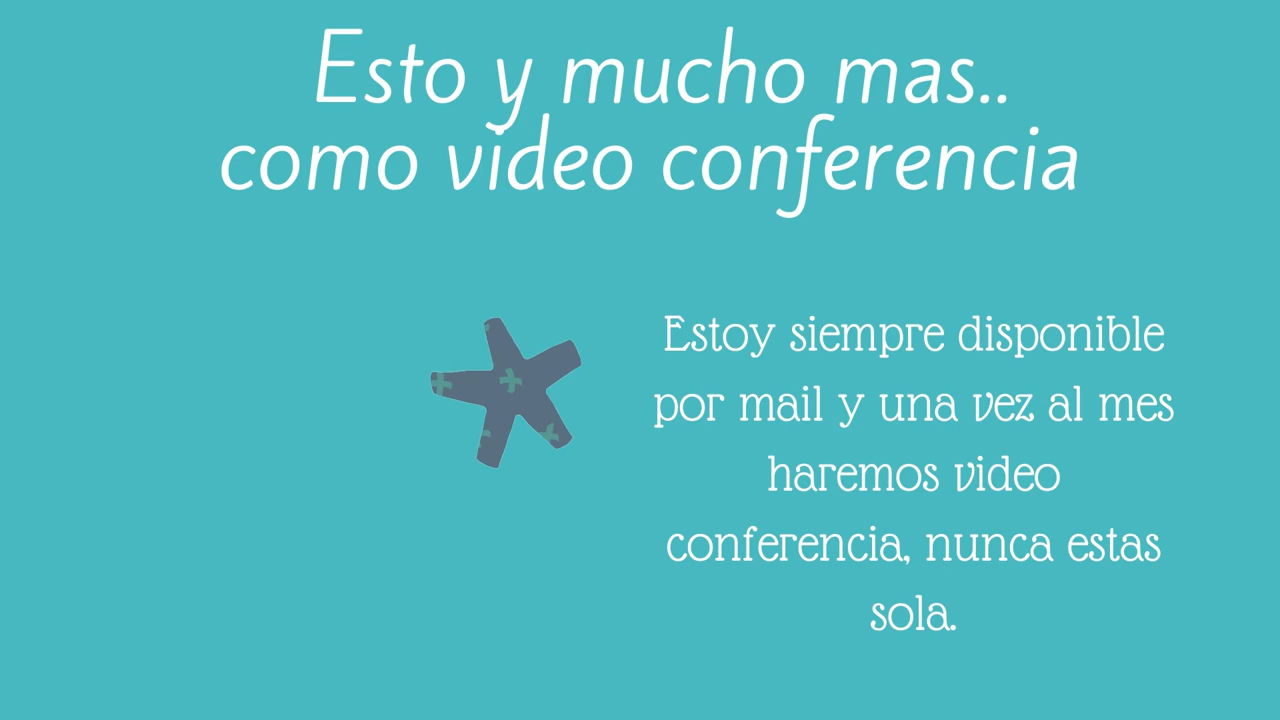 Esto y mucho mas..
como video conferencia
Estoy siempre disponible
por mail y una vez al mes
haremos video
conferencia, nunca estas
sola.